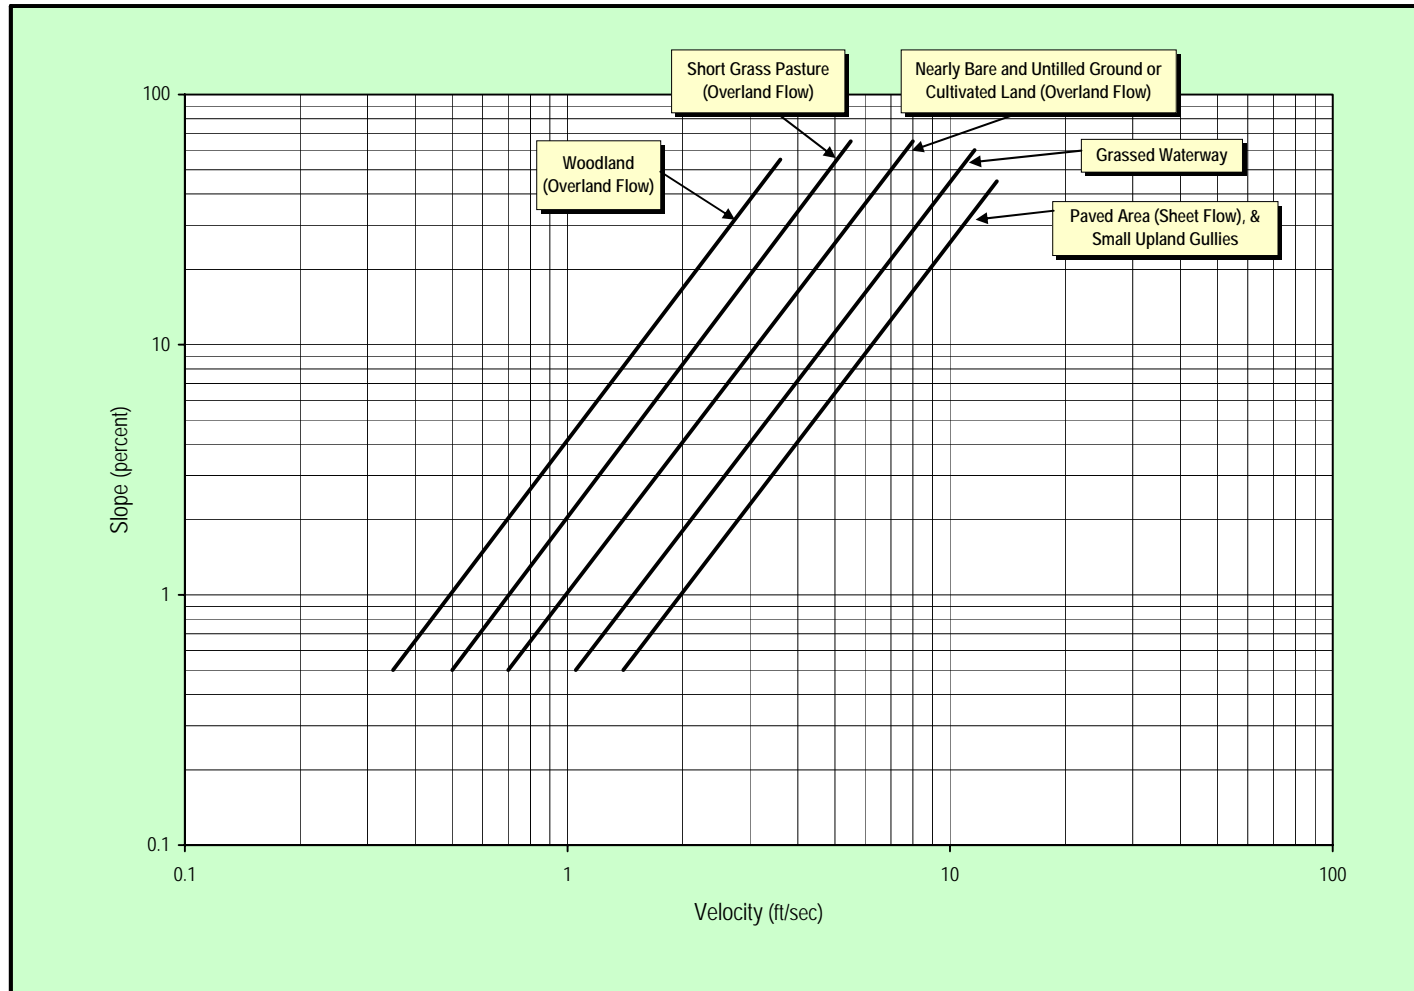 Short Grass Pasture
(Overland Flow)
Nearly Bare and Untilled Ground or
Cultivated Land (Overland Flow)
Woodland
(Overland Flow)
Grassed Waterway
Paved Area (Sheet Flow), &
Small Upland Gullies
100
10
1
0.1
Slope (percent)
0.1
1
10
100
Velocity (ft/sec)